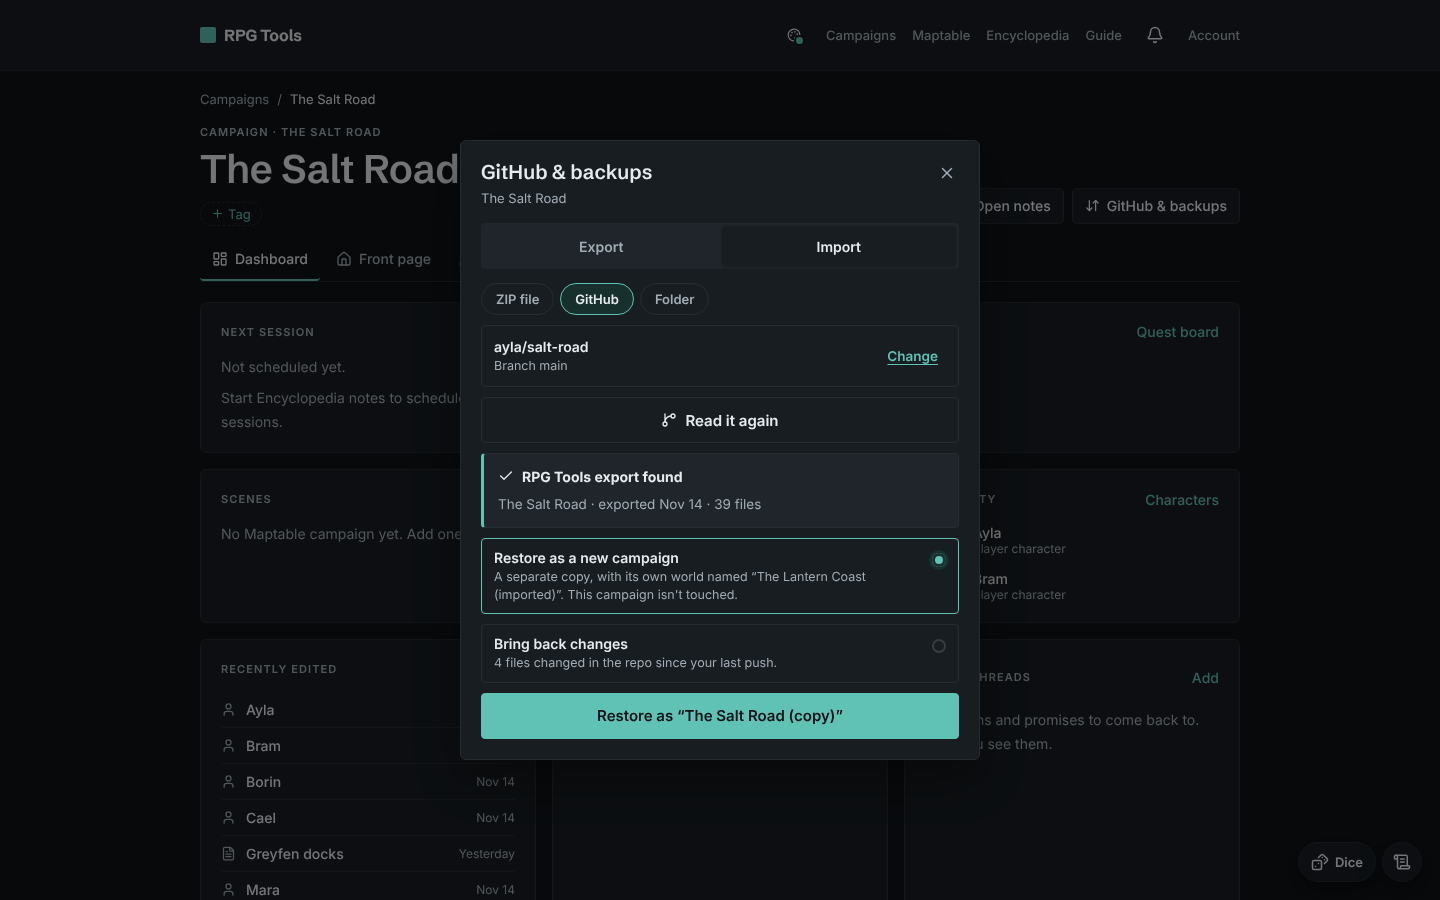 RPG Tools
Campaigns Maptable Encyclopedia Guide Account
Campaigns / The Salt Road
CAMPAIGN · THE SALT ROAD
The Salt Road
+ Tag
Open notes
GitHub & backups
Dashboard
Front page
NEXT SESSION
Not scheduled yet.
Start Encyclopedia notes to schedule
sessions.
Quest board
SCENES
No Maptable campaign yet. Add one
Characters
Ayla
layer character
Bram
layer character
RECENTLY EDITED
Ayla
Bram
Borin Nov 14
Cael Nov 14
Greyfen docks Yesterday
Mara Nov 14
HREADS
Add
and promises to come back to.
see them.
GitHub & backups
The Salt Road
Export Import
ZIP file GitHub Folder
ayla/salt-road
Branch main
Change
Read it again
RPG Tools export found
The Salt Road · exported Nov 14 · 39 files
Restore as a new campaign
A separate copy, with its own world named “The Lantern Coast
(imported)”. This campaign isn't touched.
Bring back changes
4 files changed in the repo since your last push.
Restore as “The Salt Road (copy)”
Dice